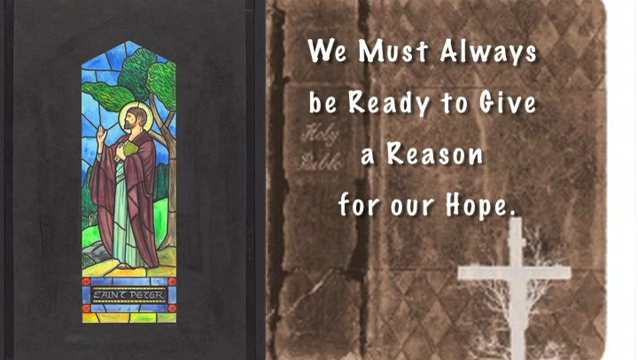 We Must Always
be Ready to Give
a Reason
for our Hope.
Holy
Bible
SAINT PETER